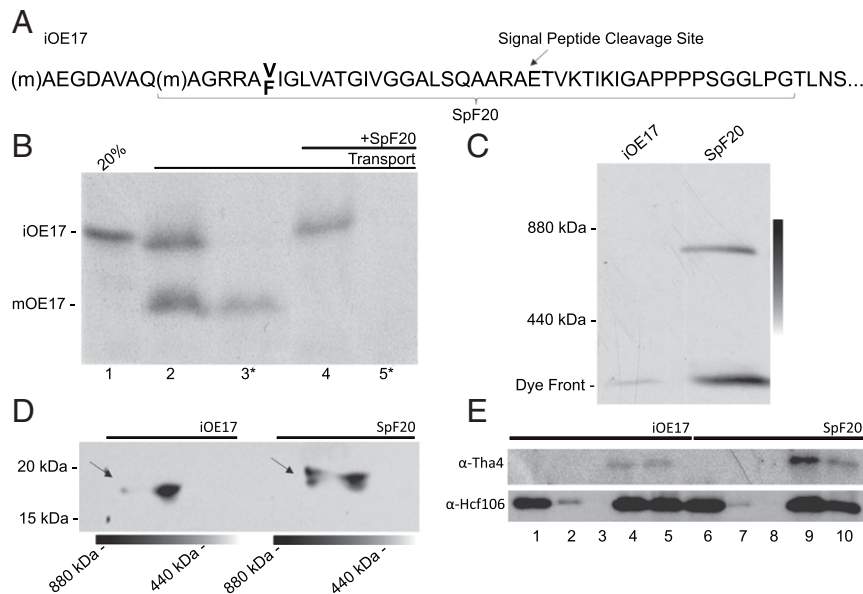 A
iOE17
Signal Peptide Cleavage Site
(m)AEGDAVAQ(m)AGRRA V/F IGLVATGIVGGALSQAARAETVKTIKIGAPPPPSGGLPGTLNS...
SpF20
B
+SpF20
20%
Transport
iOE17 -
mOE17 -
1 2 3* 4 5*
C
iOE17 SpF20
880 kDa -
440 kDa -
Dye Front -
D
iOE17 SpF20
20 kDa -
15 kDa -
880 kDa - 440 kDa - 880 kDa - 440 kDa -
E
iOE17 SpF20
α-Tha4
α-Hcf106
1 2 3 4 5 6 7 8 9 10